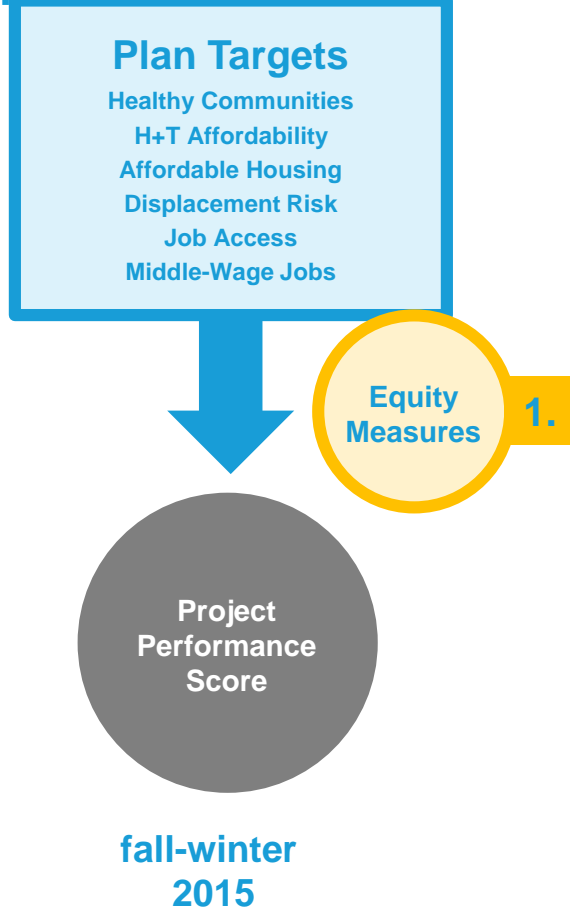 Plan Targets
Healthy Communities
H+T Affordability
Affordable Housing
Displacement Risk
Job Access
Middle-Wage Jobs
Equity
Measures
1.
Project
Performance
Score
fall-winter
2015